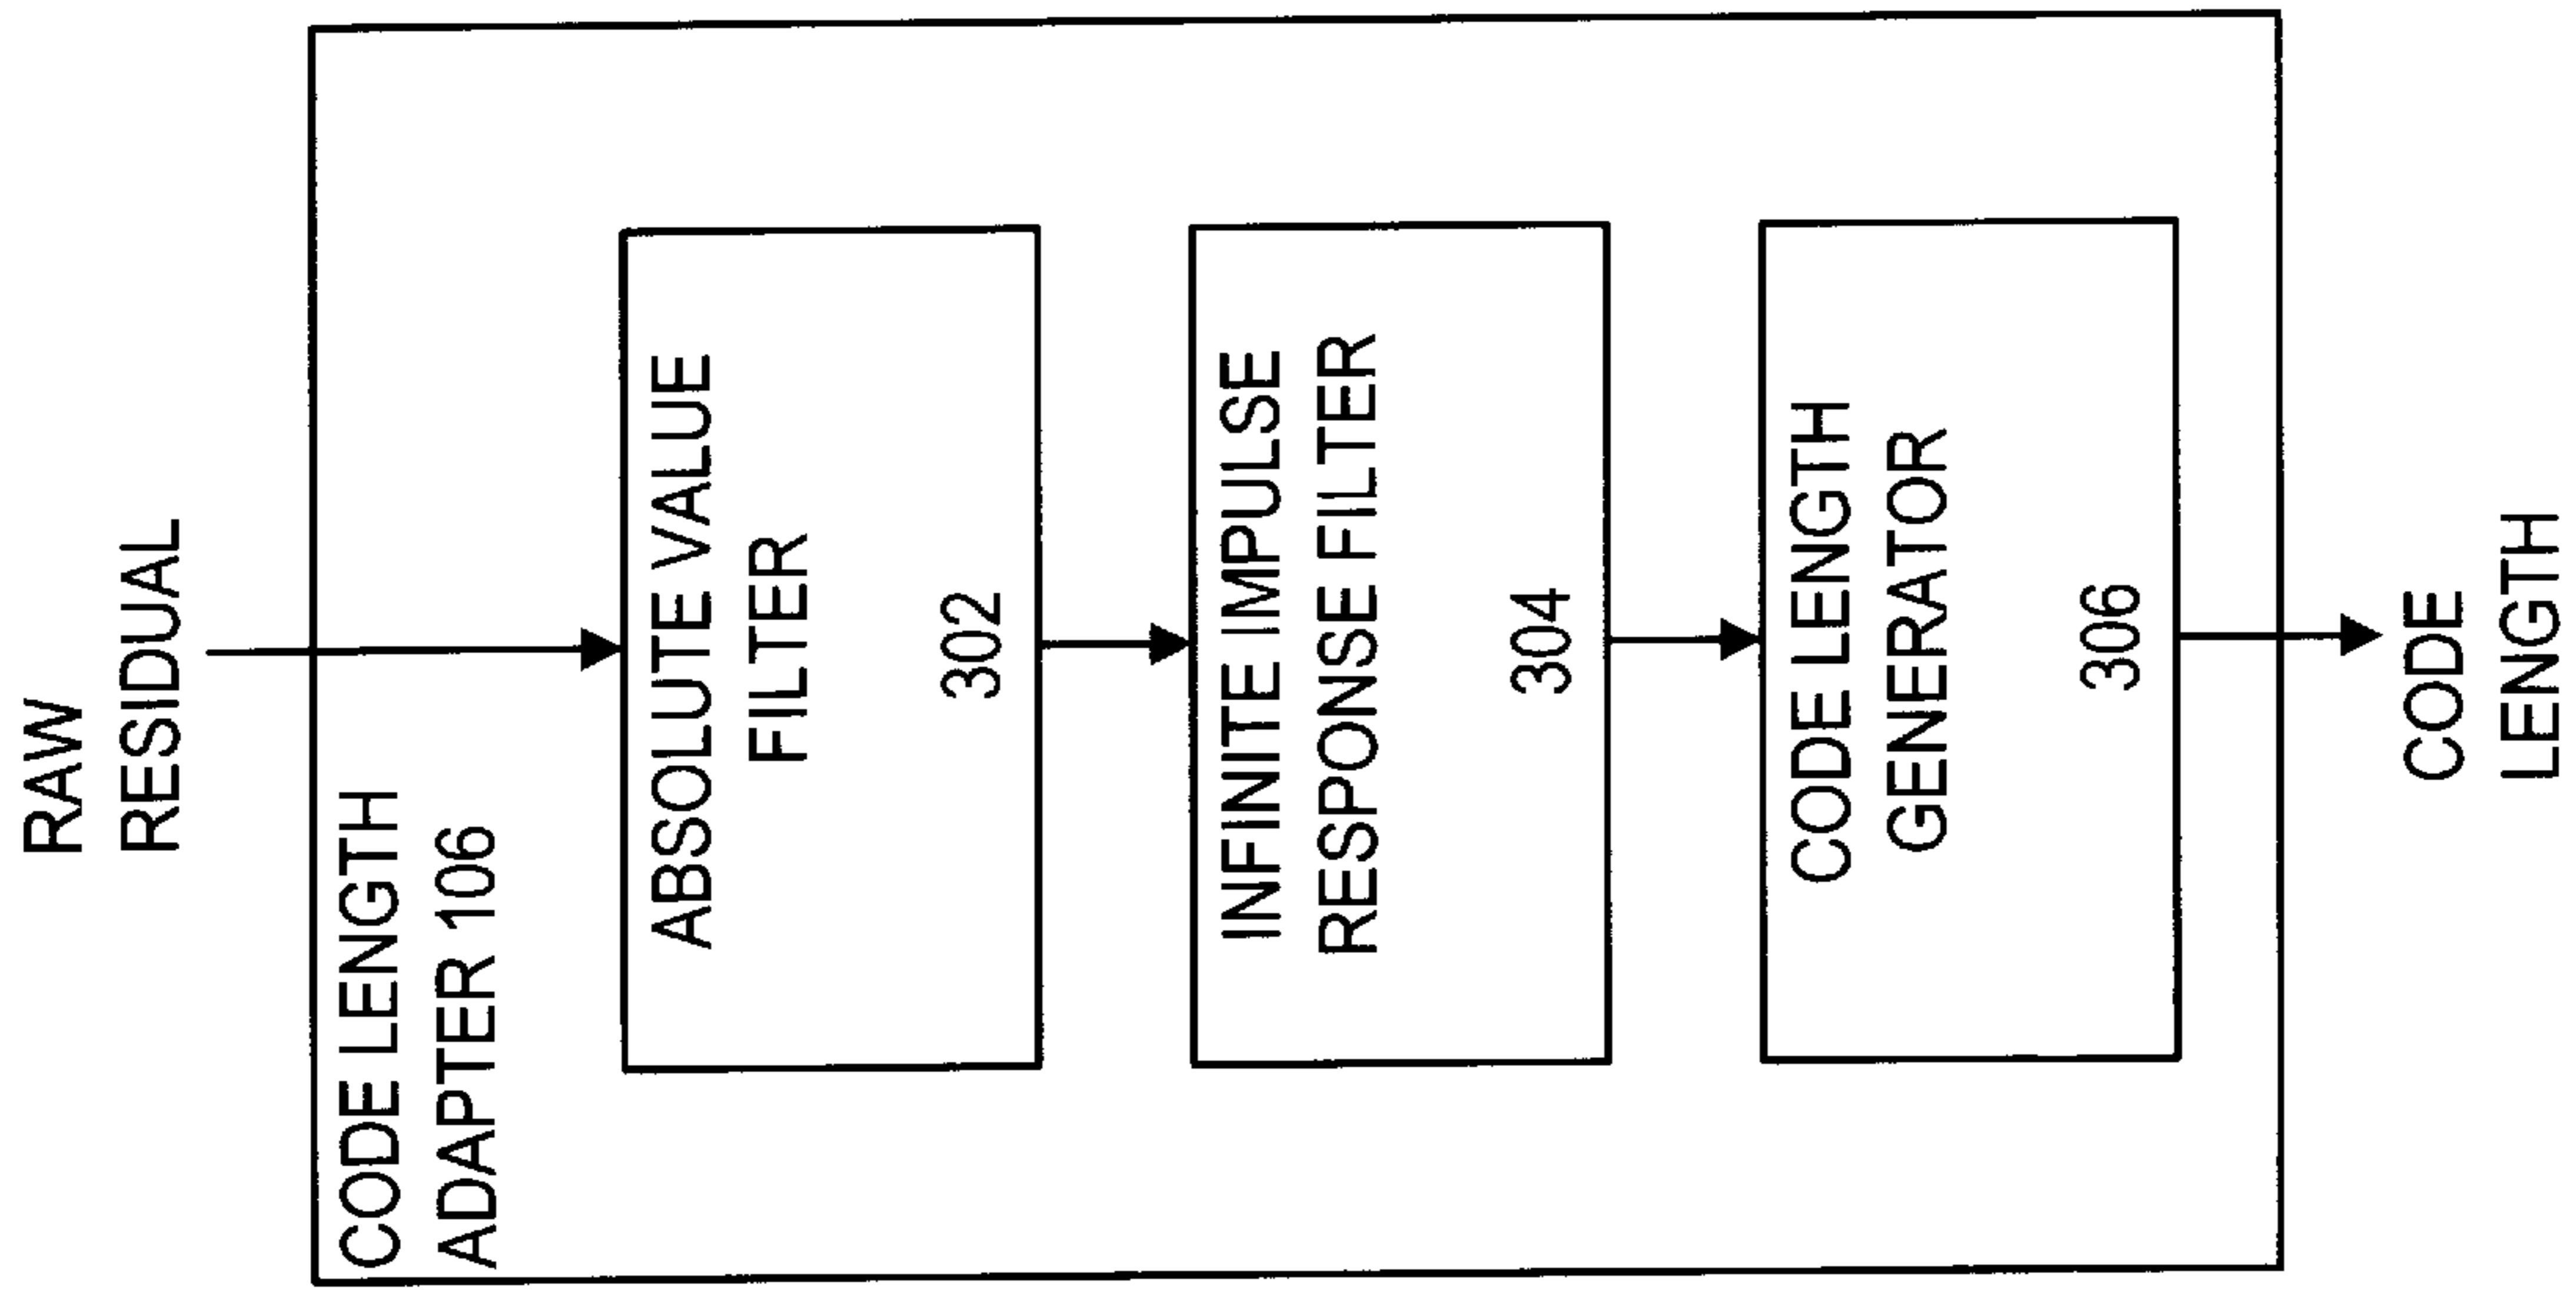 RAW
RESIDUAL
CODE LENGTH
ADAPTER 106
ABSOLUTE VALUE
FILTER
302
INFINITE IMPULSE
RESPONSE FILTER
304
CODE LENGTH
GENERATOR
306
CODE
LENGTH